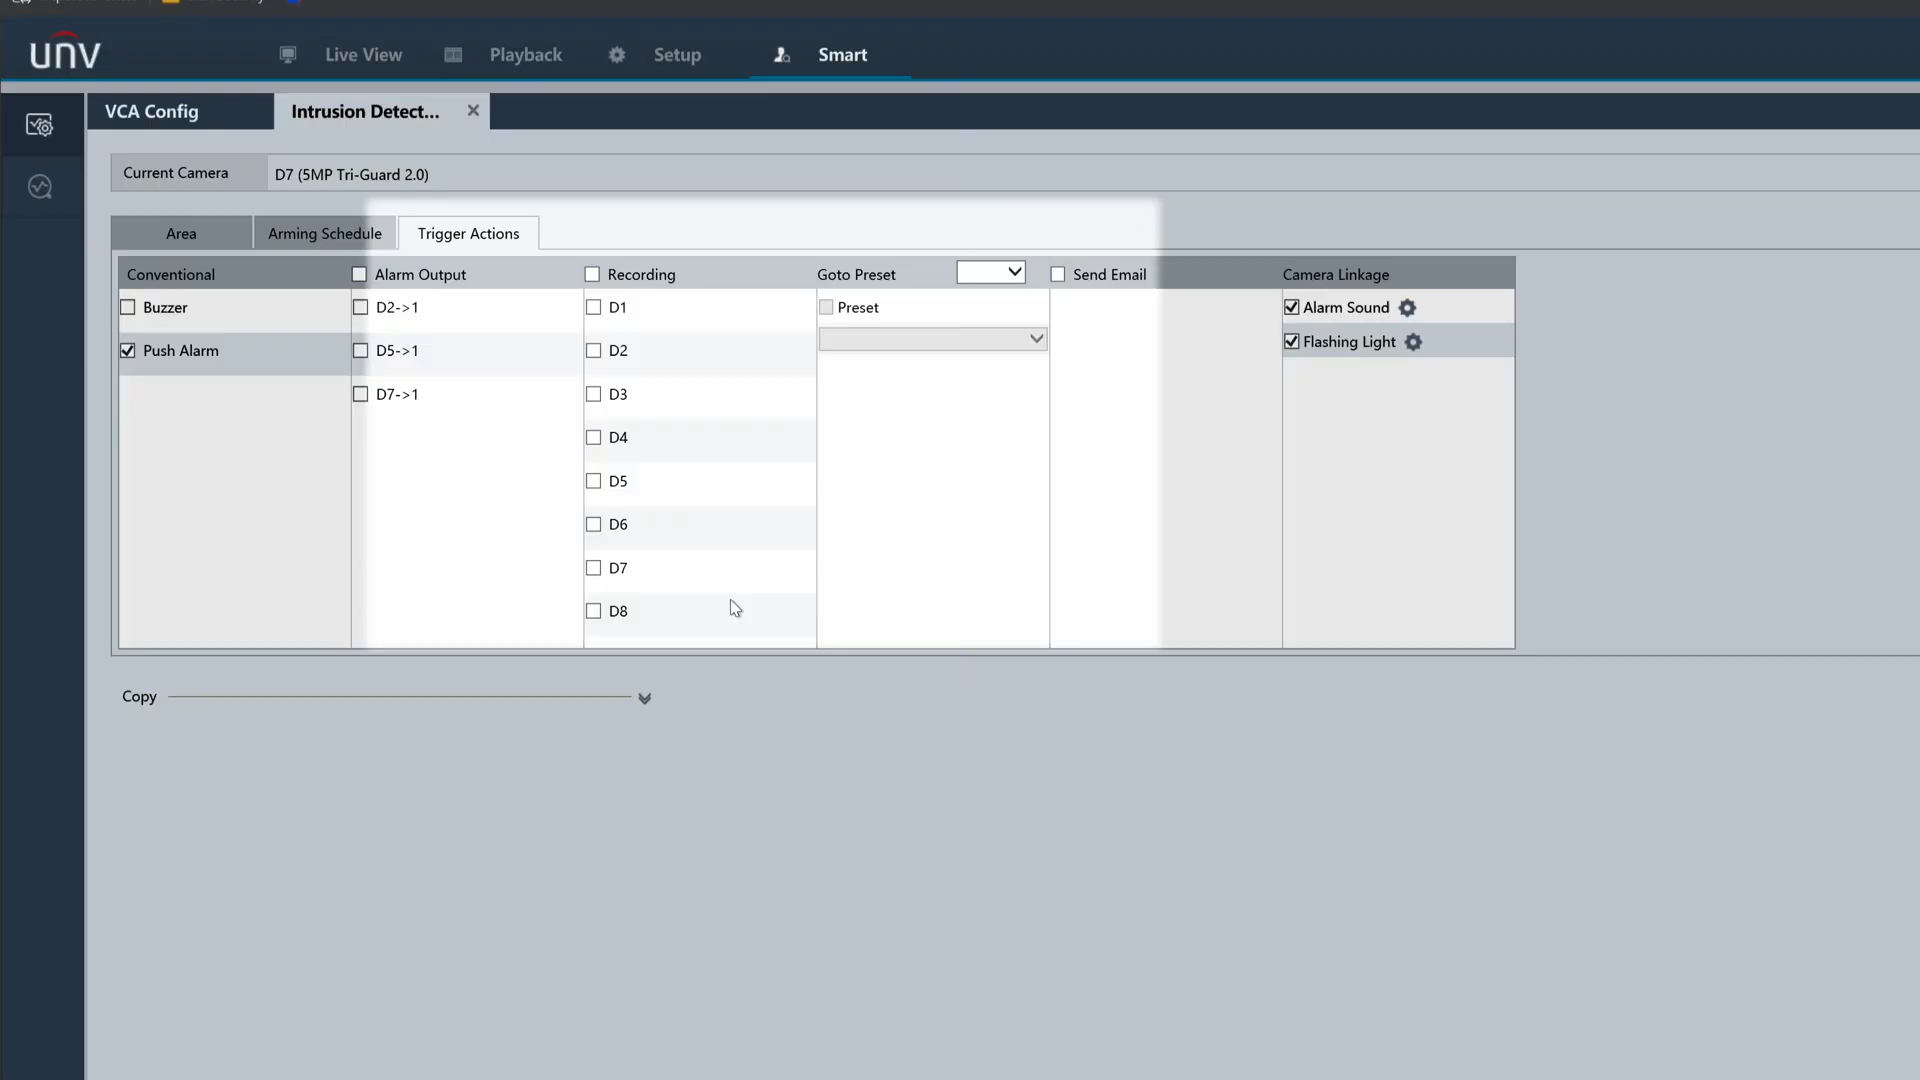 unv
Live View
Playback
Setup
Smart
VCA Config
Intrusion Detect...
Current Camera
D7 (5MP Tri-Guard 2.0)
Area
Arming Schedule
Trigger Actions
Conventional
Alarm Output
Recording
Goto Preset
Send Email
Camera Linkage
Buzzer
D2->1
D1
Preset
Alarm Sound
Push Alarm
D5->1
D2
Flashing Light
D7->1
D3
D4
D5
D6
D7
D8
Copy